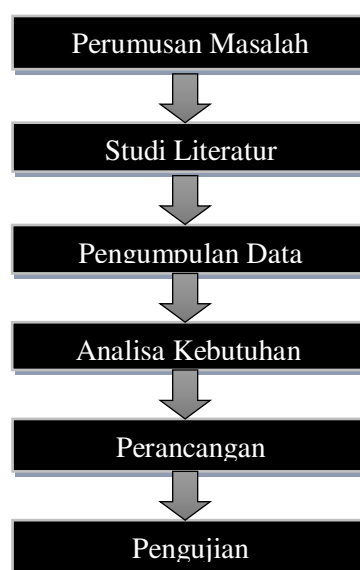 Perumusan Masalah
Studi Literatur
Pengumpulan Data
Analisa Kebutuhan
Perancangan
Pengujian